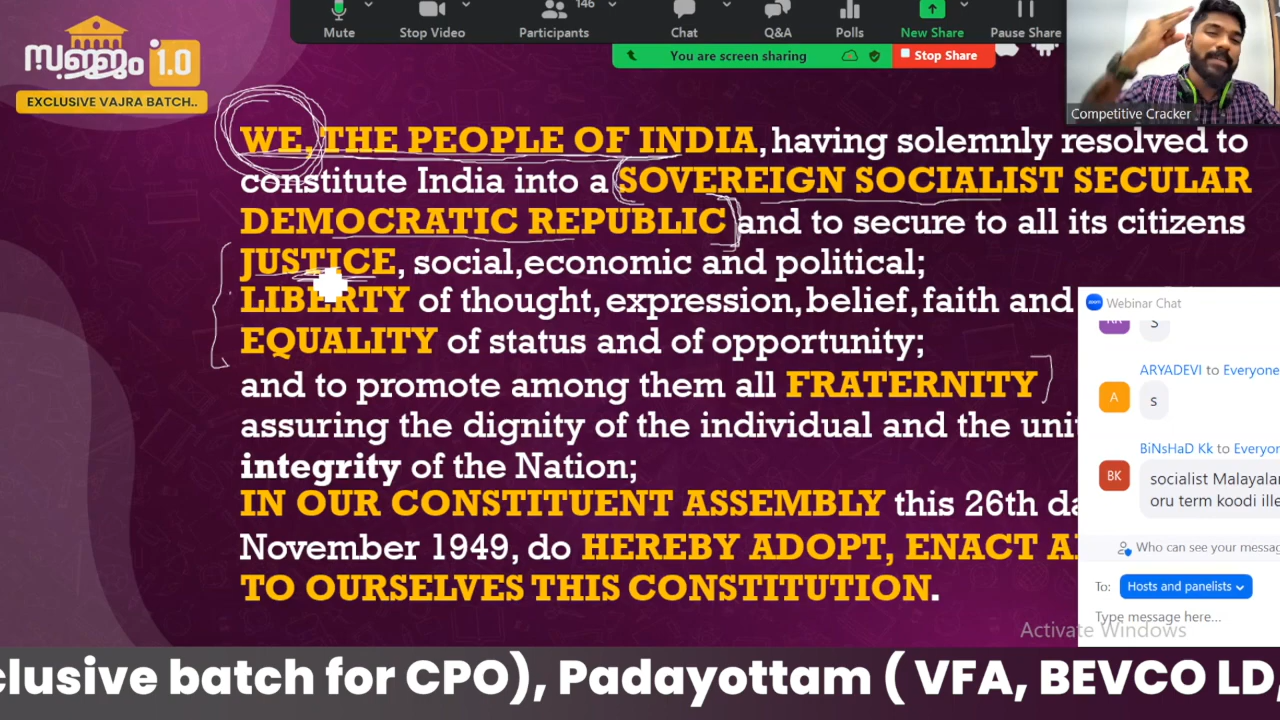 സ്വണ്ണം 1.0
EXCLUSIVE VAJRA BATCH..
146
Mute
Stop Video
Participants
Chat
Q&A
Polls
New Share
Pause Share
You are screen sharing
Stop Share
Competitive Cracker
WE, THE PEOPLE OF INDIA, having solemnly resolved to
constitute India into a SOVEREIGN SOCIALIST SECULAR
DEMOCRATIC REPUBLIC and to secure to all its citizens
JUSTICE, social,economic and political;
LIBERTY of thought, expression, belief, faith and
EQUALITY of status and of opportunity;
and to promote among them all FRATERNITY
assuring the dignity of the individual and the uni
integrity of the Nation;
IN OUR CONSTITUENT ASSEMBLY this 26th da
November 1949, do HEREBY ADOPT, ENACT A
TO OURSELVES THIS CONSTITUTION.
Webinar Chat
S
ARYADEVI to Everyone
A
s
BiNsHaD Kk to Everyor
BK
socialist Malayalar
oru term koodi ille
Who can see your messag
To: Hosts and panelists
Type message here...
Activate Windows
clusive batch for CPO), Padayottam ( VFA, BEVCO LD,